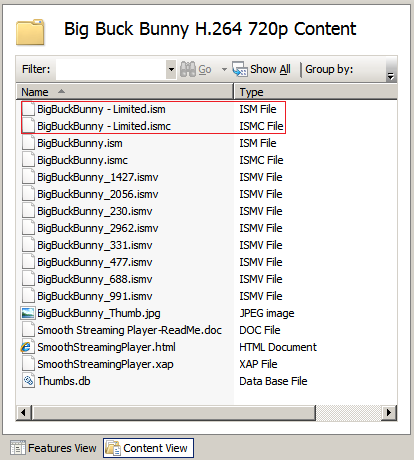 Big Buck Bunny H.264 720p Content
Filter: Go Show All Group by:
Name Type
BigBuckBunny - Limited.ism ISM File
BigBuckBunny - Limited.ismc ISMC File
BigBuckBunny.ism ISM File
BigBuckBunny.ismc ISMC File
BigBuckBunny_1427.ismv ISMV File
BigBuckBunny_2056.ismv ISMV File
BigBuckBunny_230.ismv ISMV File
BigBuckBunny_2962.ismv ISMV File
BigBuckBunny_331.ismv ISMV File
BigBuckBunny_477.ismv ISMV File
BigBuckBunny_688.ismv ISMV File
BigBuckBunny_991.ismv ISMV File
BigBuckBunny_Thumb.jpg JPEG image
Smooth Streaming Player-ReadMe.doc DOC File
SmoothStreamingPlayer.html HTML Document
SmoothStreamingPlayer.xap XAP File
Thumbs.db Data Base File
Features View Content View